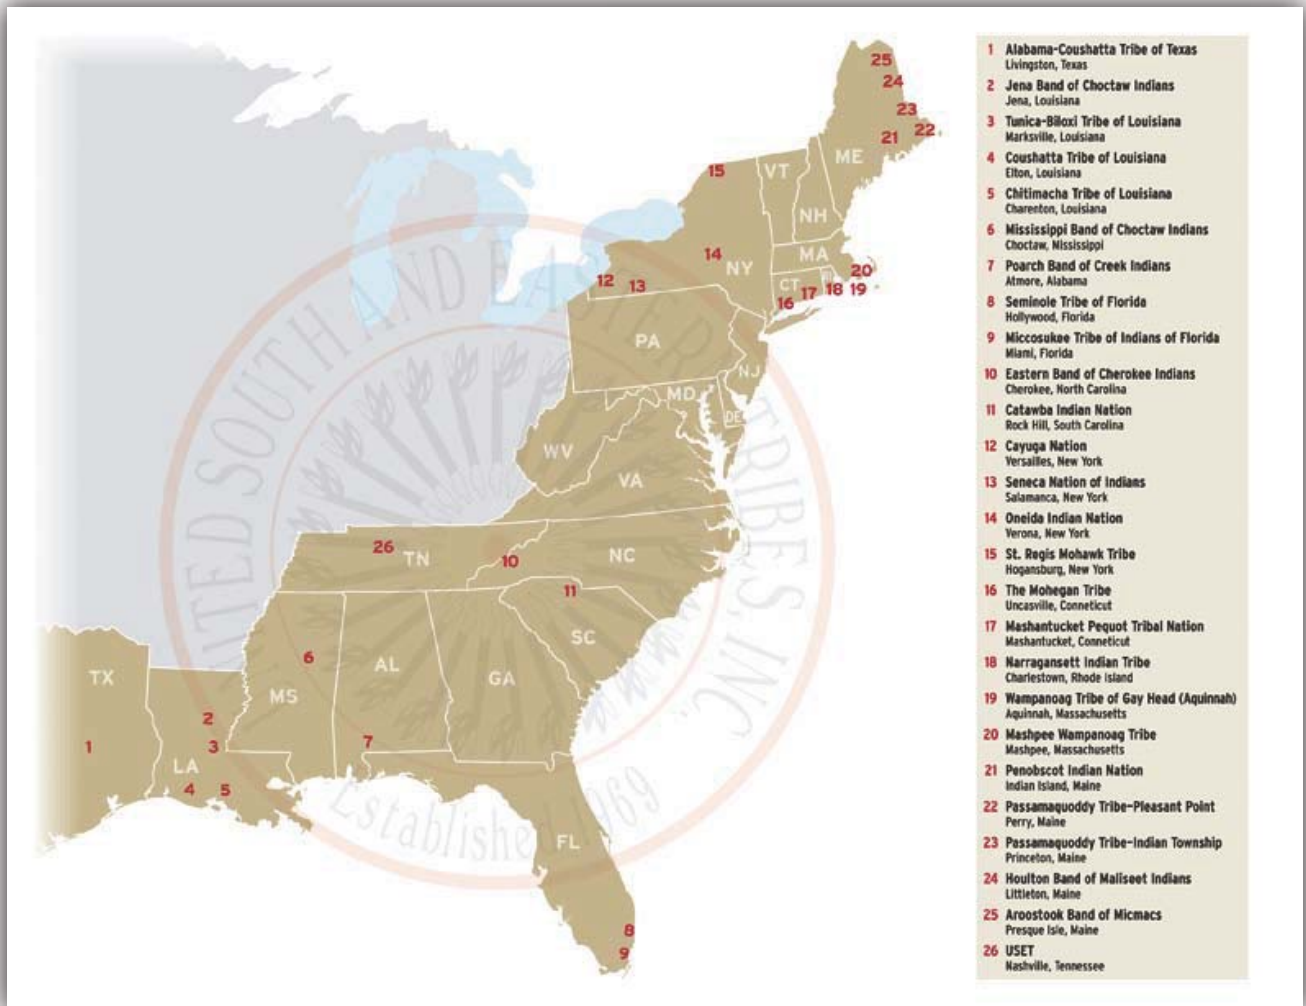 25
24
23
22
21
ME
15
VT
NH
14
NY
MA
20
12
13
CT
16
17
18
19
PA
NJ
MD
DE
WV
VA
26
TN
10
NC
11
SC
6
TX
MS
AL
GA
2
1
3
7
LA
4
5
FL
8
9
UNITED SOUTH AND EASTERN TRIBES, INC.
Established 1969
1 Alabama-Coushatta Tribe of Texas
Livingston, Texas
2 Jena Band of Choctaw Indians
Jena, Louisiana
3 Tunica-Biloxi Tribe of Louisiana
Marksville, Louisiana
4 Coushatta Tribe of Louisiana
Elton, Louisiana
5 Chitimacha Tribe of Louisiana
Charenton, Louisiana
6 Mississippi Band of Choctaw Indians
Choctaw, Mississippi
7 Poarch Band of Creek Indians
Atmore, Alabama
8 Seminole Tribe of Florida
Hollywood, Florida
9 Miccosukee Tribe of Indians of Florida
Miami, Florida
10 Eastern Band of Cherokee Indians
Cherokee, North Carolina
11 Catawba Indian Nation
Rock Hill, South Carolina
12 Cayuga Nation
Versailles, New York
13 Seneca Nation of Indians
Salamanca, New York
14 Oneida Indian Nation
Verona, New York
15 St. Regis Mohawk Tribe
Hogansburg, New York
16 The Mohegan Tribe
Uncasville, Conneticut
17 Mashantucket Pequot Tribal Nation
Mashantucket, Conneticut
18 Narragansett Indian Tribe
Charlestown, Rhode Island
19 Wampanoag Tribe of Gay Head (Aquinnah)
Aquinnah, Massachusetts
20 Mashpee Wampanoag Tribe
Mashpee, Massachusetts
21 Penobscot Indian Nation
Indian Island, Maine
22 Passamaquoddy Tribe-Pleasant Point
Perry, Maine
23 Passamaquoddy Tribe-Indian Township
Princeton, Maine
24 Houlton Band of Maliseet Indians
Littleton, Maine
25 Aroostook Band of Micmacs
Presque Isle, Maine
26 USET
Nashville, Tennessee